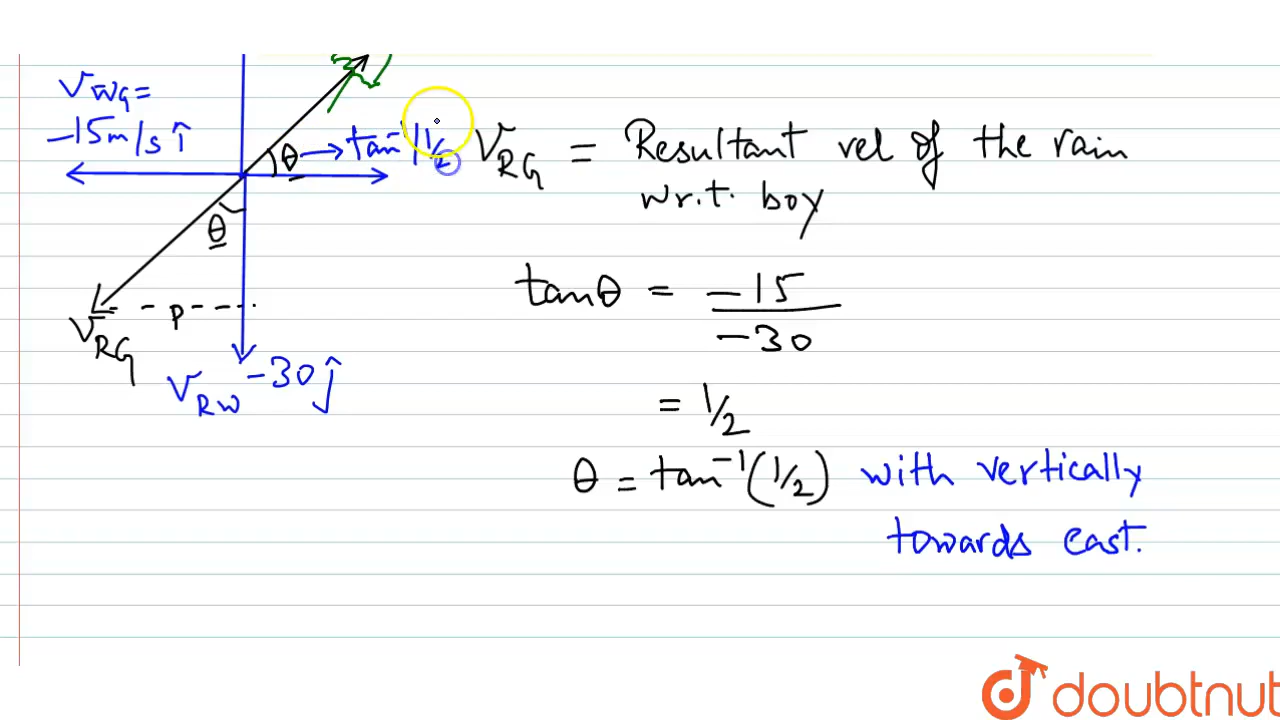 V_WG =
-15m/s î
θ → tan⁻¹ 1/2
V_RG = Resultant vel of the rain
w.r.t. boy
θ
tanθ = -15/-30
p
V_RG
V_RW -30 ĵ
= 1/2
θ = tan⁻¹(1/2) with vertically
towards east.
doubtnut